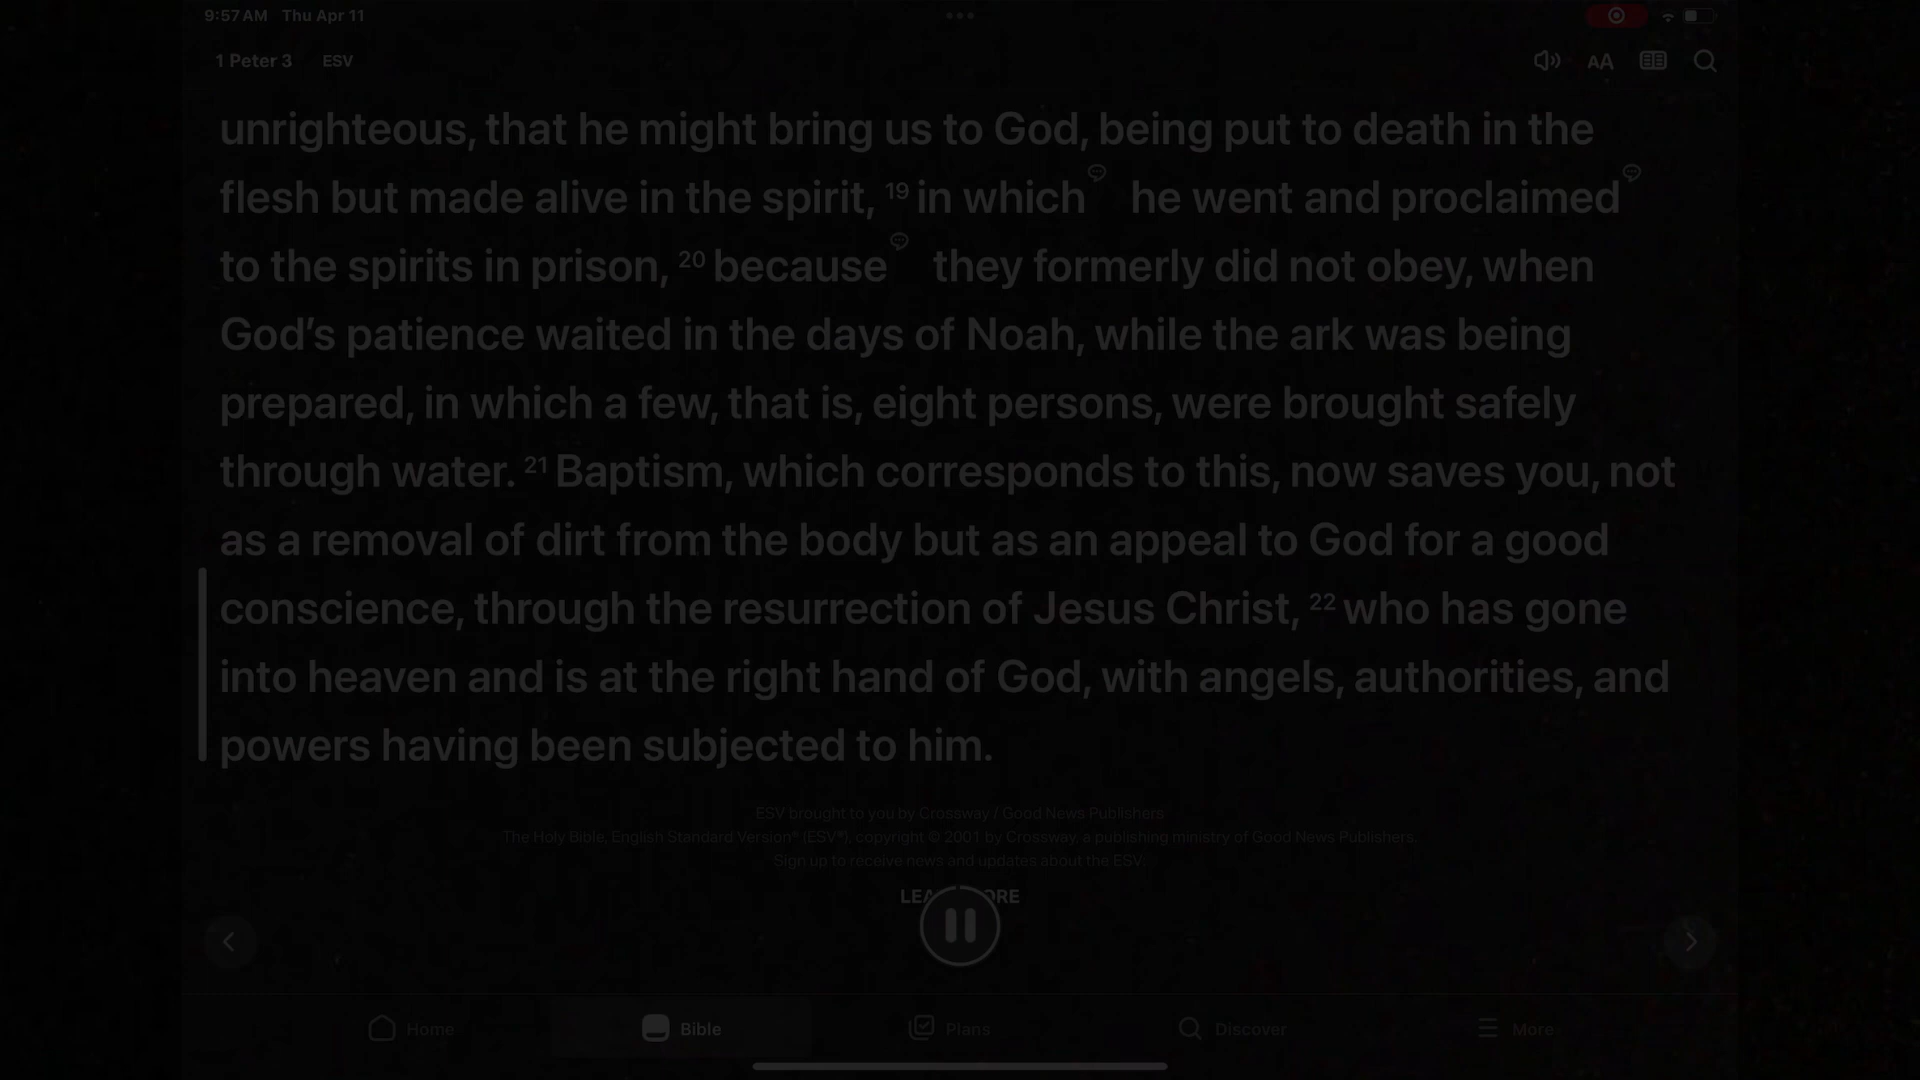 9:57 AM Thu Apr 11
1 Peter 3 ESV AA
unrighteous, that he might bring us to God, being put to death in the
flesh but made alive in the spirit, 19 in which he went and proclaimed
to the spirits in prison, 20 because they formerly did not obey, when
God’s patience waited in the days of Noah, while the ark was being
prepared, in which a few, that is, eight persons, were brought safely
through water. 21 Baptism, which corresponds to this, now saves you, not
as a removal of dirt from the body but as an appeal to God for a good
conscience, through the resurrection of Jesus Christ, 22 who has gone
into heaven and is at the right hand of God, with angels, authorities, and
powers having been subjected to him.
ESV brought to you by Crossway / Good News Publishers
The Holy Bible, English Standard Version® (ESV®), copyright © 2001 by Crossway, a publishing ministry of Good News Publishers
Sign up to receive news and updates about the ESV.
Home Bible Plans Discover More